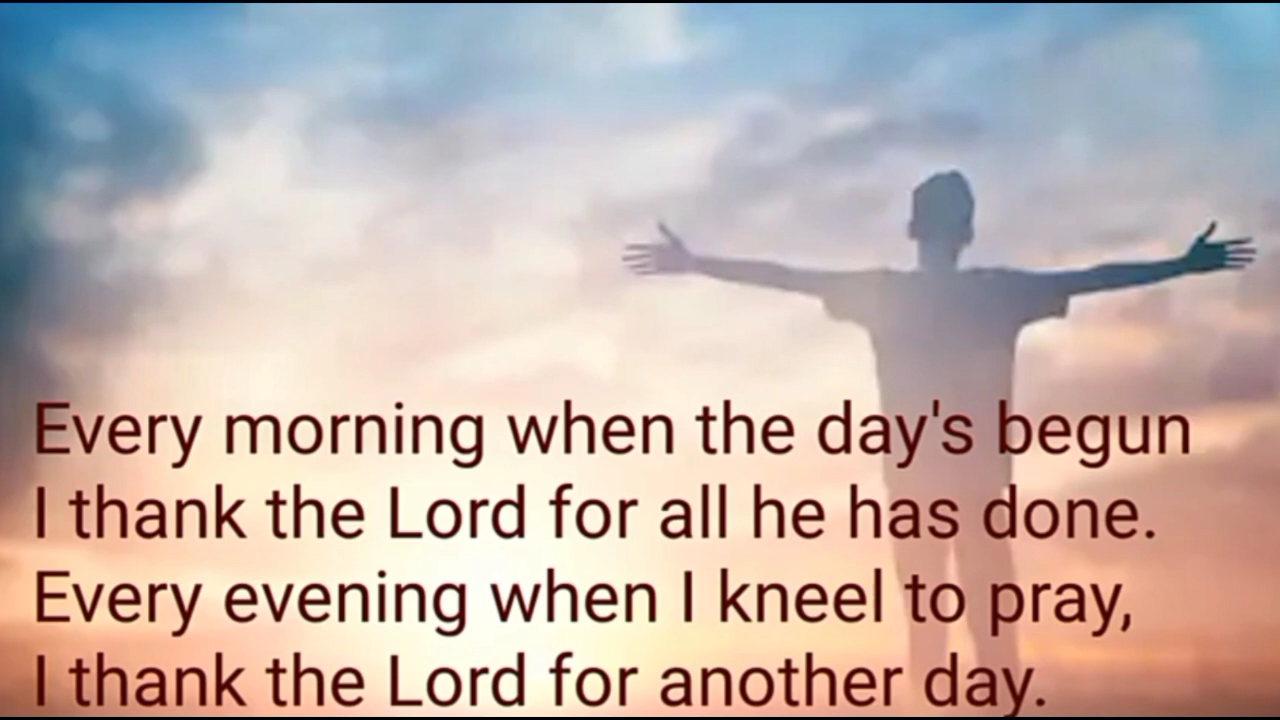 Every morning when the day's begun
I thank the Lord for all he has done.
Every evening when I kneel to pray,
I thank the Lord for another day.